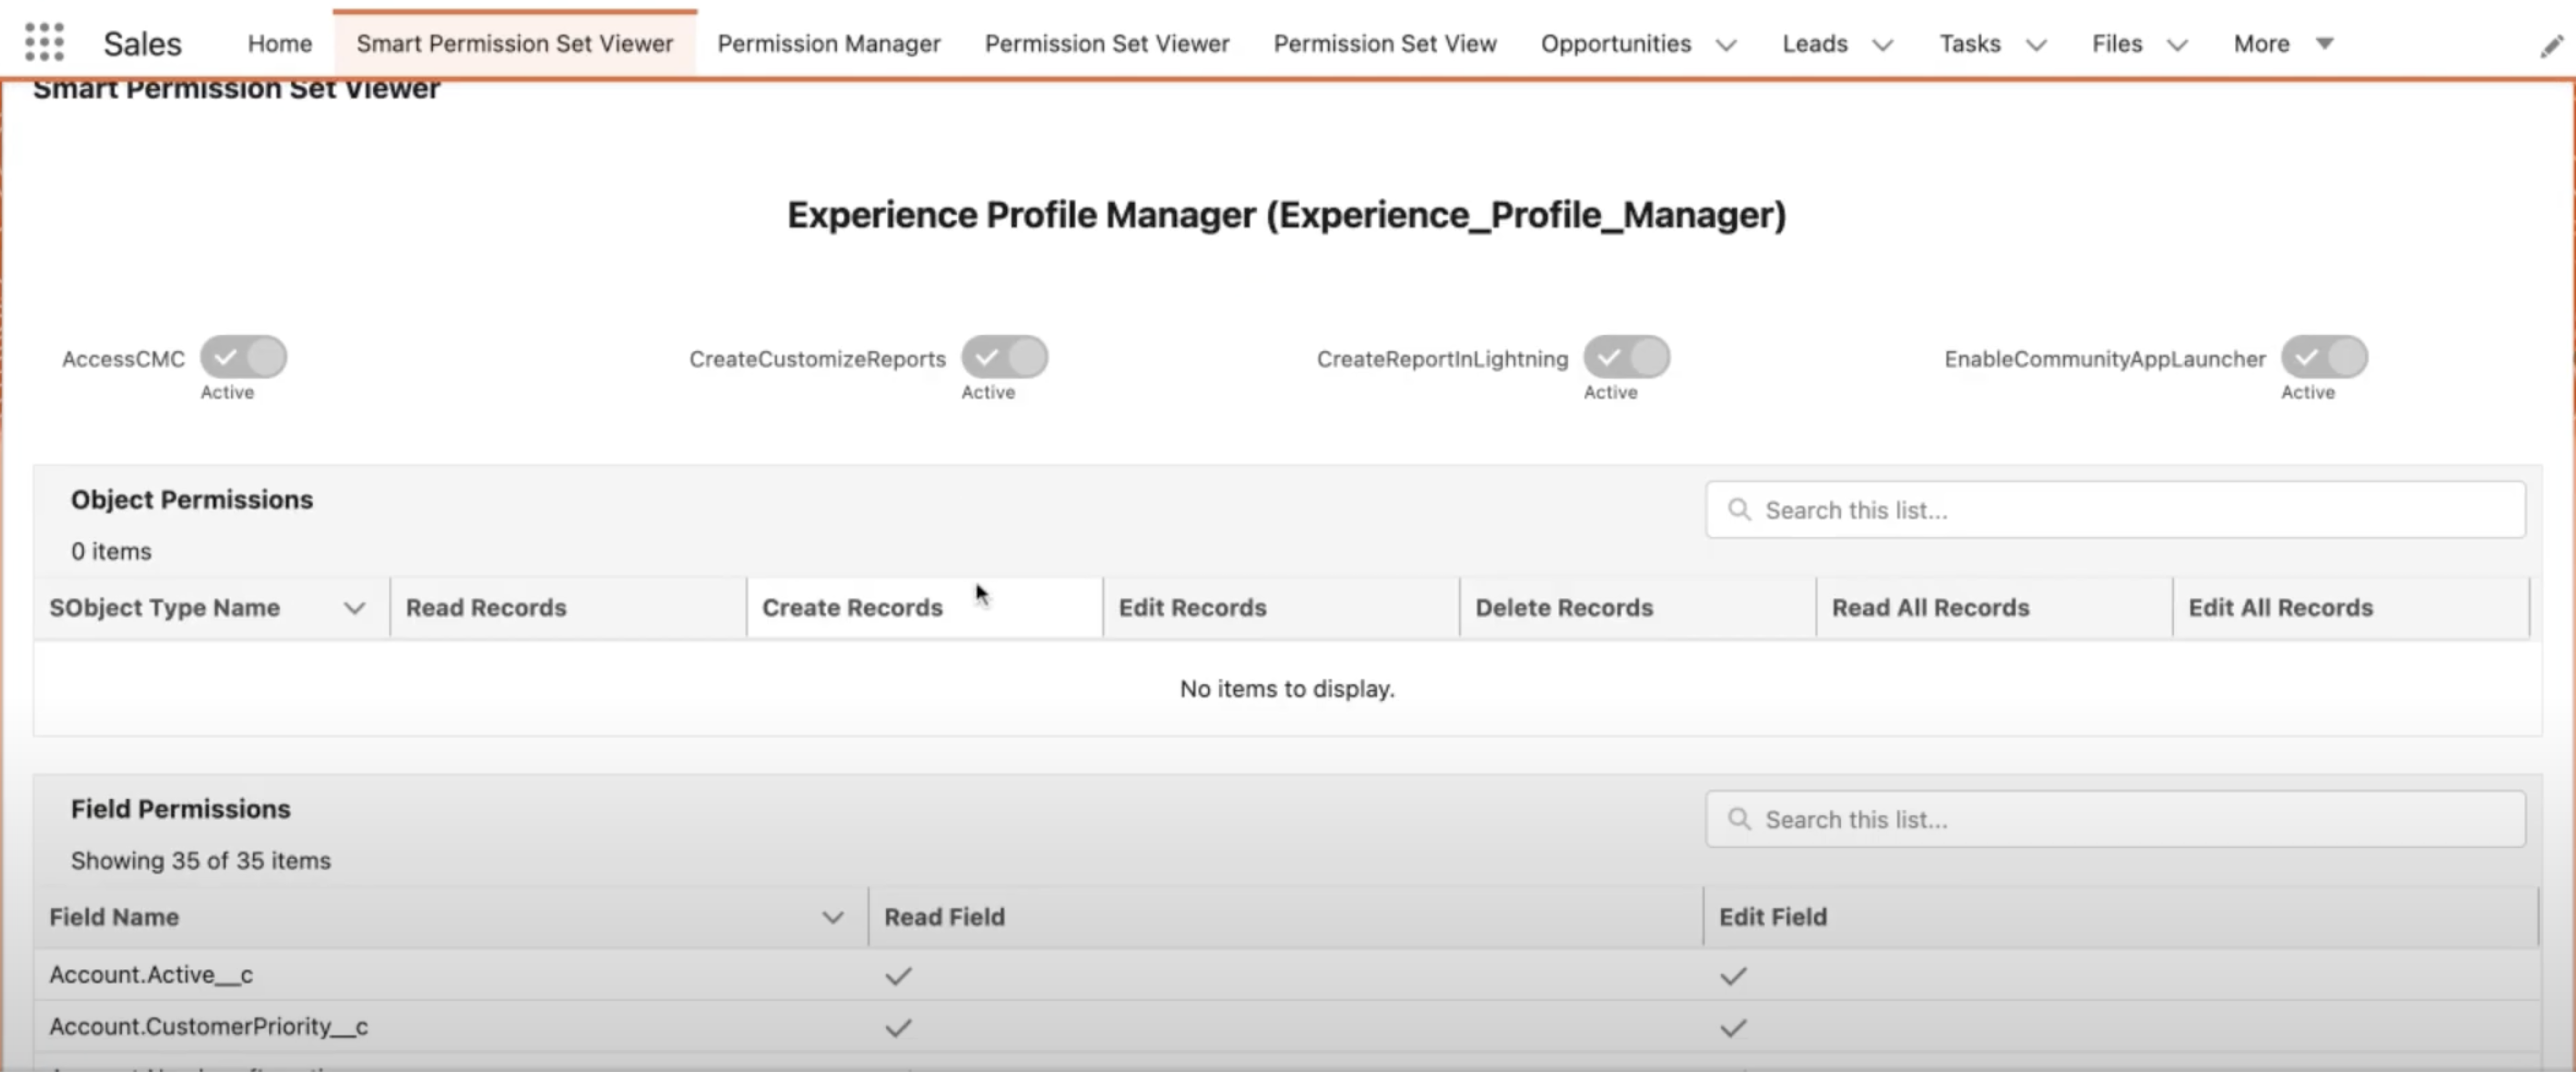 Sales Home Smart Permission Set Viewer Permission Manager Permission Set Viewer Permission Set View Opportunities Leads Tasks Files More
Smart Permission Set Viewer
Experience Profile Manager (Experience_Profile_Manager)
AccessCMC CreateCustomizeReports CreateReportInLightning EnableCommunityAppLauncher
Active Active Active Active
Object Permissions Search this list...
0 items
SObject Type Name Read Records Create Records Edit Records Delete Records Read All Records Edit All Records
No items to display.
Field Permissions Search this list...
Showing 35 of 35 items
Field Name Read Field Edit Field
Account.Active__c
Account.CustomerPriority__c